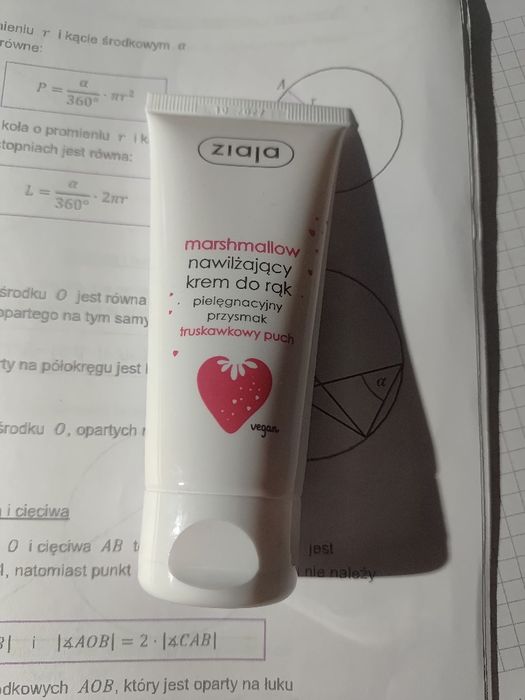 promieniu r i kącie środkowym α
równe:
P = α/360° · πr²
A
r
koła o promieniu r i k
stopniach jest równa:
L = α/360° · 2πr
ziaja
marshmallow
nawilżający
krem do rąk
pielęgnacyjny
przysmak
truskawkowy puch
vegan
środku O jest równa
opartego na tym samy
ty na półokręgu jest
α
środku O, opartych
i cięciwa
O i cięciwa AB t
jest
, natomiast punkt
nie należy
B| i |∡AOB| = 2 · |∡CAB|
dkowych AOB, który jest oparty na łuku